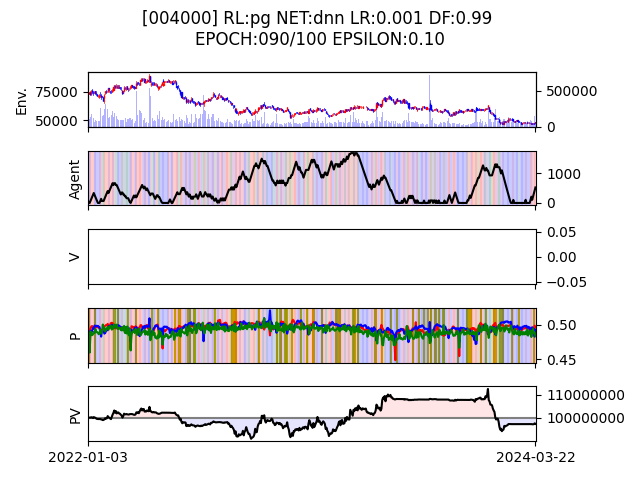 [004000] RL:pg NET:dnn LR:0.001 DF:0.99
EPOCH:090/100 EPSILON:0.10
Env.
75000
50000
500000
0
Agent
1000
0
V
0.05
0.00
−0.05
P
0.50
0.45
PV
110000000
100000000
2022-01-03
2024-03-22